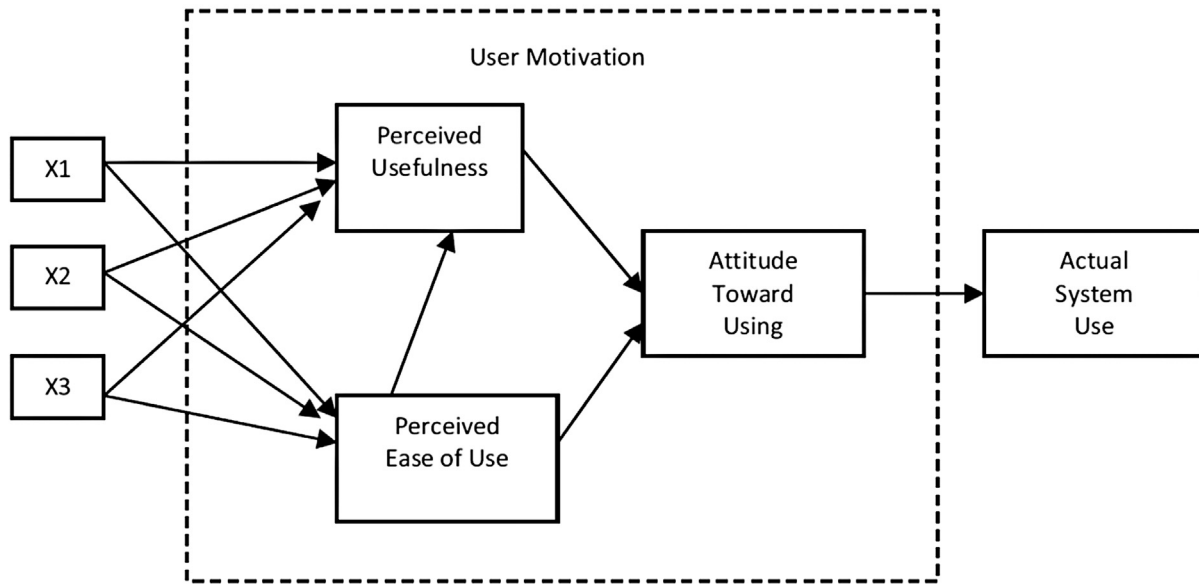 User Motivation
X1
X2
X3
Perceived
Usefulness
Perceived
Ease of Use
Attitude
Toward
Using
Actual
System
Use